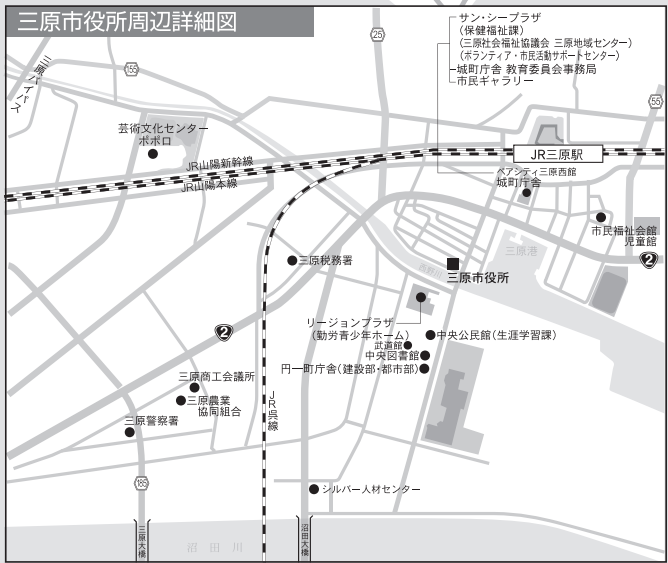 三原市役所周辺詳細図
サン・シープラザ
(保健福祉課)
(三原社会福祉協議会 三原地域センター)
(ボランティア・市民活動サポートセンター)
城町庁舎 教育委員会事務局
市民ギャラリー
25
155
三原バイパス
55
芸術文化センター
ポポロ
JR山陽新幹線
JR山陽本線
JR三原駅
ペアシティ三原西館
城町庁舎
市民福祉会館
児童館
2
三原港
西野川
三原市役所
三原税務署
リージョンプラザ
(勤労青少年ホーム)
中央公民館(生涯学習課)
武道館
中央図書館
円一町庁舎(建設部・都市部)
2
三原商工会議所
三原農業
協同組合
三原警察署
JR呉線
185
シルバー人材センター
三原大橋
沼田川
沼田大橋